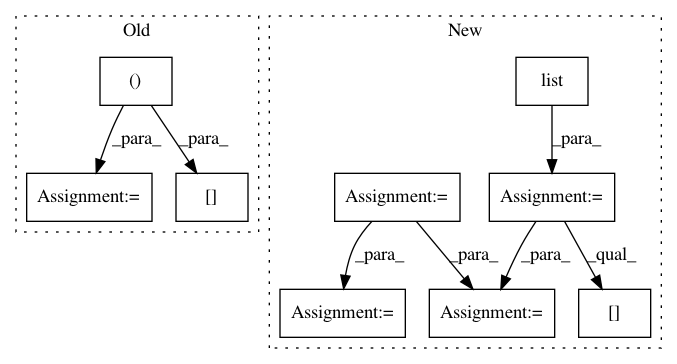 Old
New
()
list
_para_
_para_
_para_
Assignment:=
[]
Assignment:=
Assignment:=
_para_
_para_
_para_
_qual_
Assignment:=
Assignment:=
[]